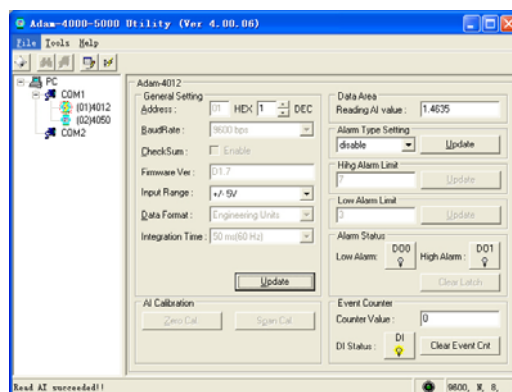 Adam-4000-5000 Utility (Ver 4.00.06)
File Tools Help
PC
COM1
(01)4012
(02)4050
COM2
Adam-4012
General Setting
Address: 01 HEX 1 DEC
BaudRate: 9600 bps
CheckSum: Enable
Firmware Ver: D1.7
Input Range: +/- 5V
Data Format: Engineering Units
Integration Time: 50 ms(60 Hz)
Update
AI Calibration
Zero Cal. Span Cal.
Data Area
Reading AI value: 1.4635
Alarm Type Setting
disable Update
Hihg Alarm Limit
7 Update
Low Alarm Limit
3 Update
Alarm Status
Low Alarm: DO0 High Alarm: DO1
Clear Latch
Event Counter
Counter Value: 0
DI Status: DI Clear Event Cnt
Read AI succeeded!! 9600, N, 8,